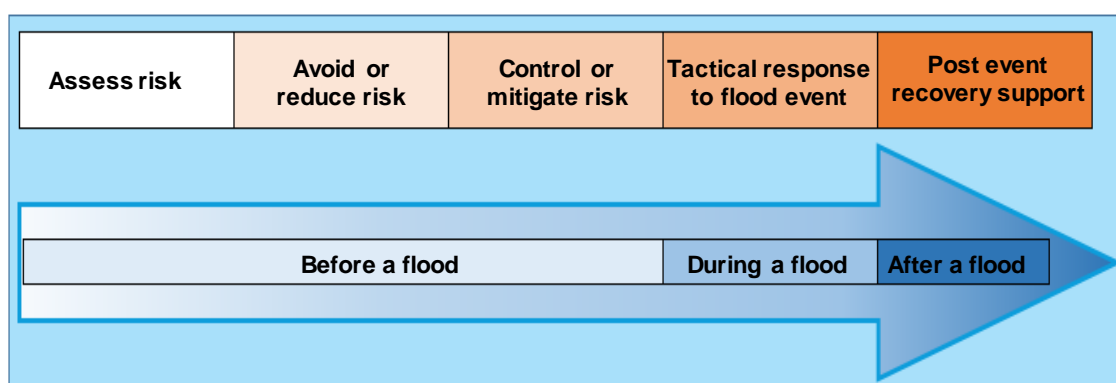 Assess risk
Avoid or
reduce risk
Control or
mitigate risk
Tactical response
to flood event
Post event
recovery support
Before a flood
During a flood
After a flood